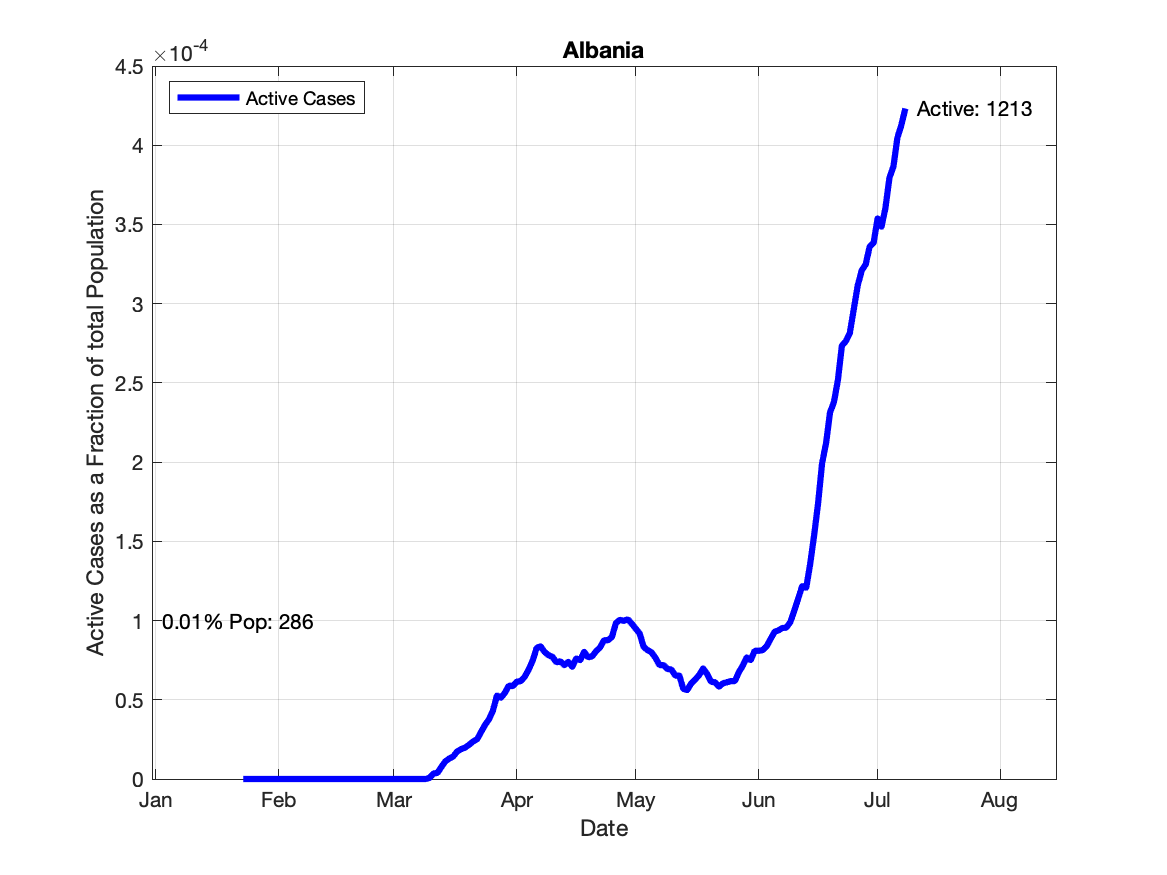 Albania
×10-4
4.5
4
3.5
3
2.5
2
1.5
1
0.5
0
Active Cases as a Fraction of total Population
Active Cases
Active: 1213
0.01% Pop: 286
Jan Feb Mar Apr May Jun Jul Aug
Date